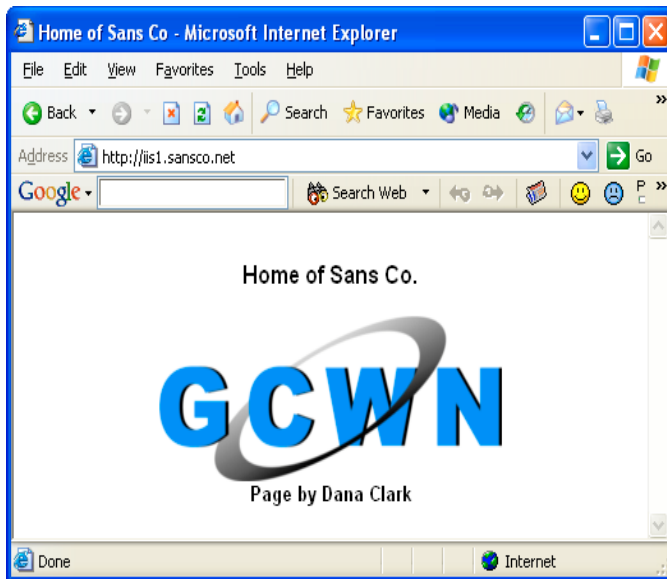 Home of Sans Co - Microsoft Internet Explorer
File Edit View Favorites Tools Help
Back Search Favorites Media »
Address http://iis1.sansco.net Go
Google Search Web P »
C
Home of Sans Co.
GCWN
Page by Dana Clark
Done Internet